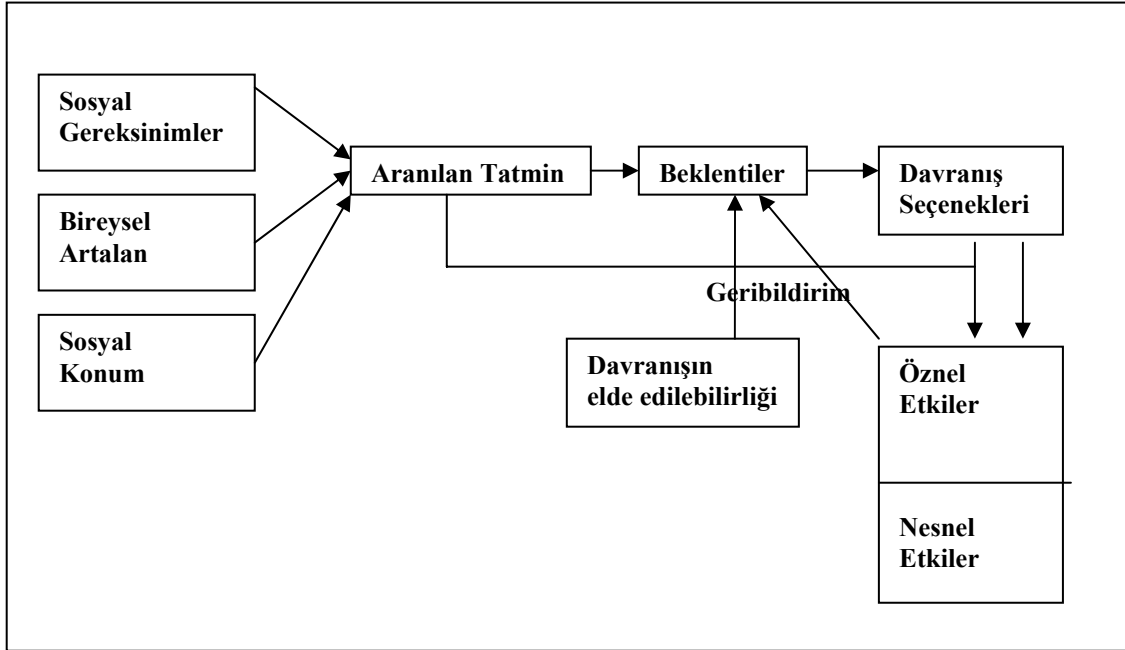 Sosyal
Gereksinimler
Bireysel
Artalan
Sosyal
Konum
Aranılan Tatmin
Beklentiler
Davranış
Seçenekleri
Geribildirim
Davranışın
elde edilebilirliği
Öznel
Etkiler
Nesnel
Etkiler